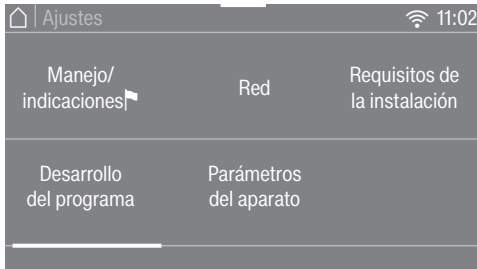 Ajustes
11:02
Manejo/
indicaciones
Red
Requisitos de
la instalación
Desarrollo
del programa
Parámetros
del aparato